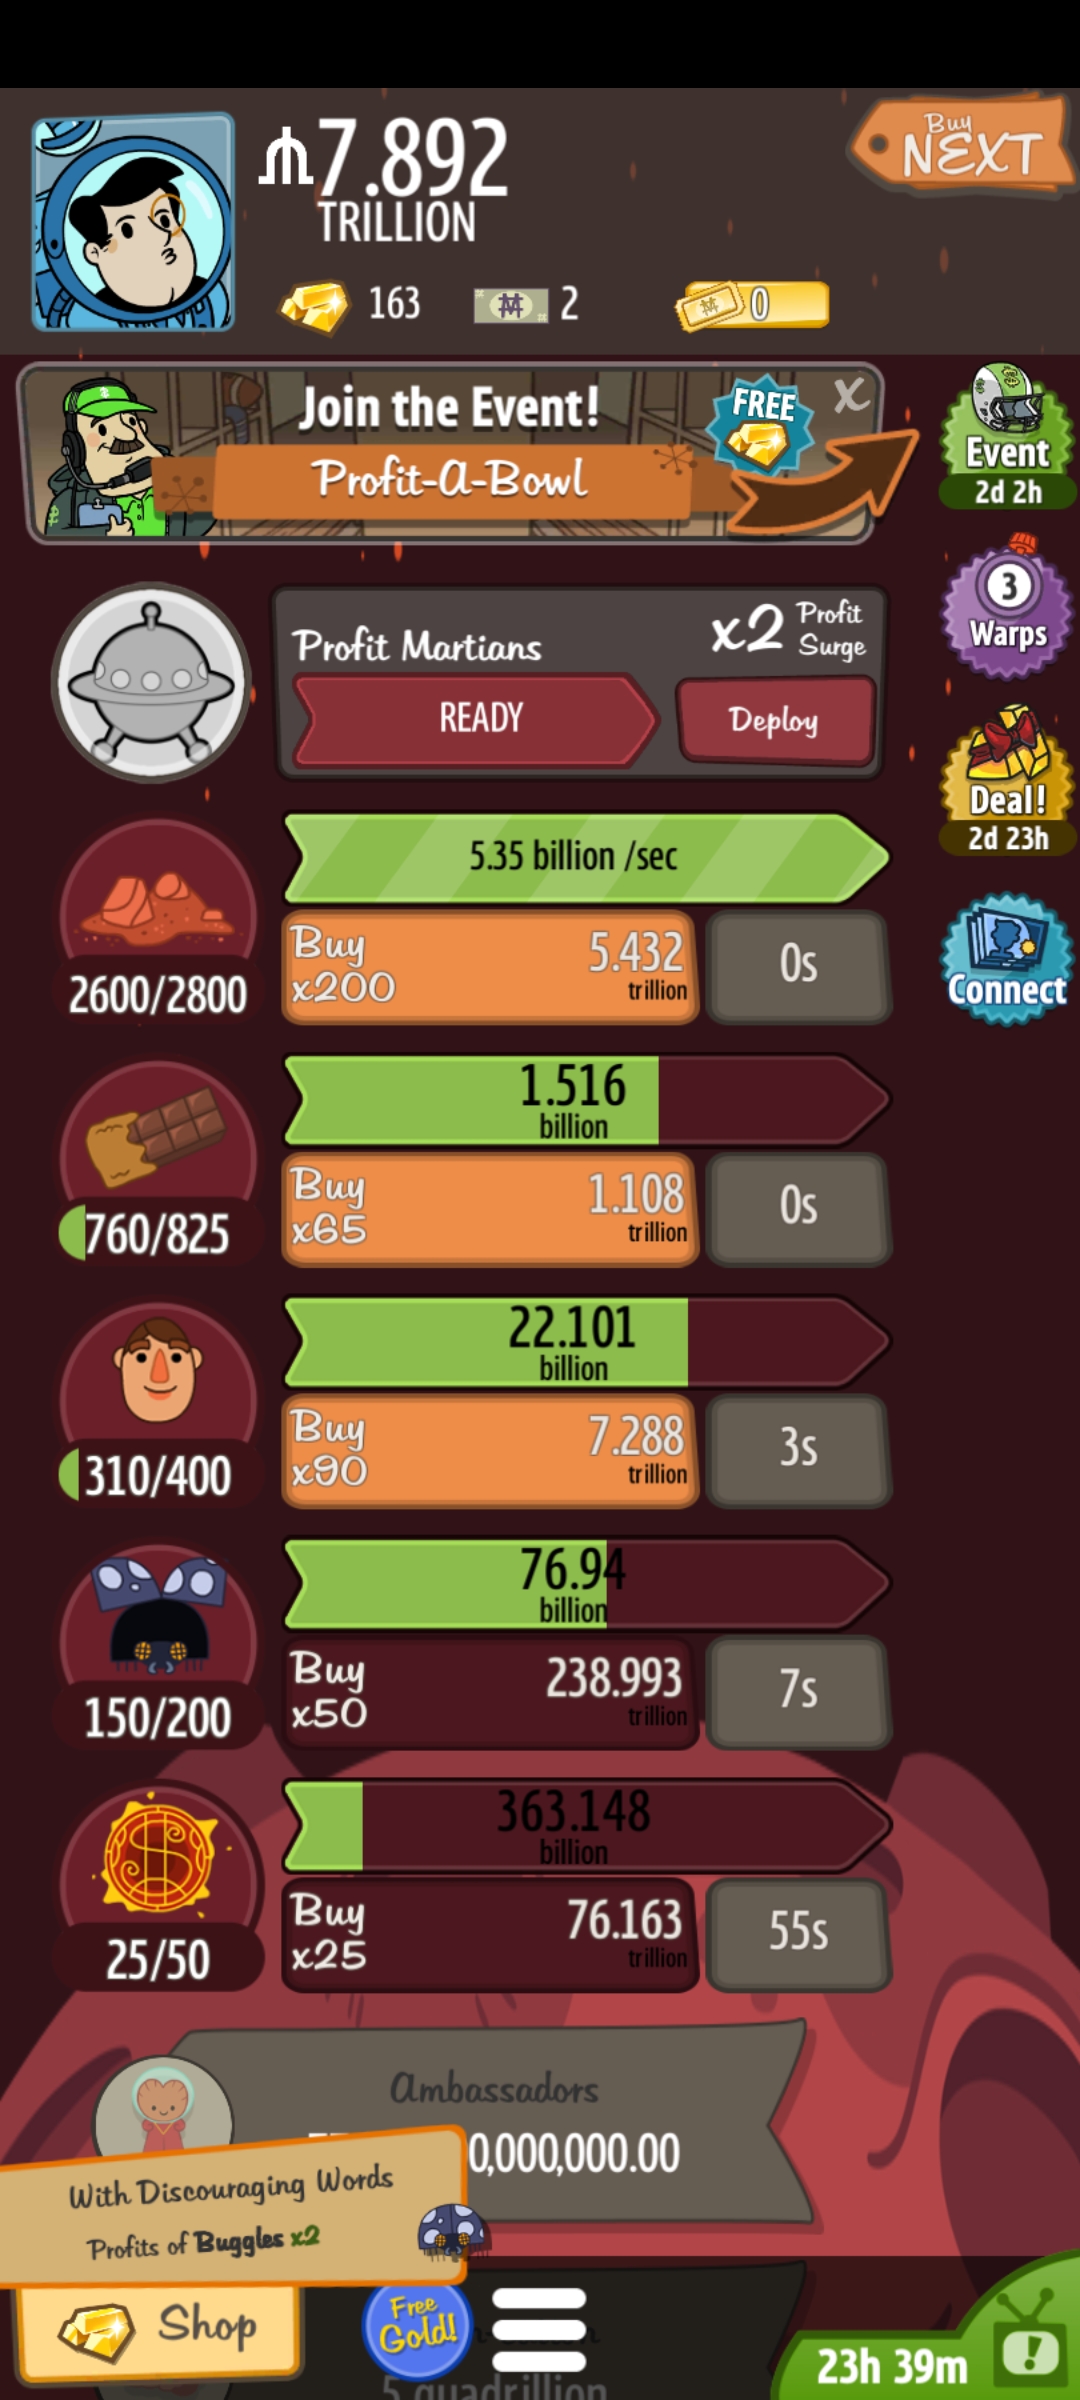 7.892
TRILLION
Buy
NEXT
163
2
0
Join the Event!
Profit-A-Bowl
FREE
X
Event
2d 2h
3
Warps
Profit Martians
x2 Profit
Surge
READY
Deploy
Deal!
2d 23h
5.35 billion /sec
Buy
x200
5.432
trillion
0s
2600/2800
Connect
1.516
billion
Buy
x65
1.108
trillion
0s
760/825
22.101
billion
Buy
x90
7.288
trillion
3s
310/400
76.94
billion
Buy
x50
238.993
trillion
7s
150/200
363.148
billion
Buy
x25
76.163
trillion
55s
25/50
Ambassadors
0,000,000.00
With Discouraging Words
Profits of Buggles x2
Shop
Free
Gold!
23h 39m
5 quadrillion